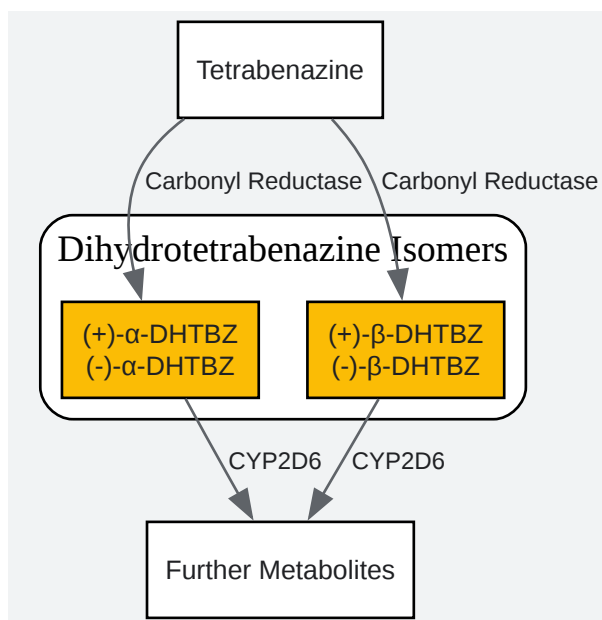 Tetrabenazine
Carbonyl Reductase
Carbonyl Reductase
Dihydrotetrabenazine Isomers
(+)-α-DHTBZ
(-)-α-DHTBZ
(+)-β-DHTBZ
(-)-β-DHTBZ
CYP2D6
CYP2D6
Further Metabolites